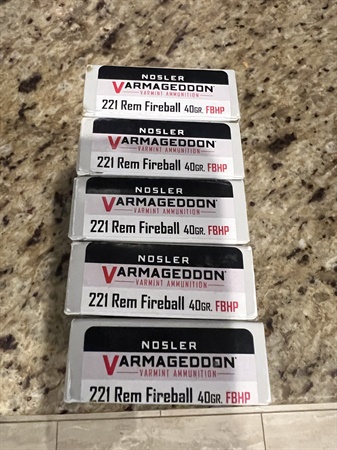 NOSLER
VARMAGEDDON®
VARMINT AMMUNITION
221 Rem Fireball 40GR. FBHP
NOSLER
VARMAGEDDON®
VARMINT AMMUNITION
221 Rem Fireball 40GR. FBHP
NOSLER
VARMAGEDDON®
VARMINT AMMUNITION
221 Rem Fireball 40GR. FBHP
NOSLER
VARMAGEDDON®
VARMINT AMMUNITION
221 Rem Fireball 40GR. FBHP
NOSLER
VARMAGEDDON®
VARMINT AMMUNITION
221 Rem Fireball 40GR. FBHP